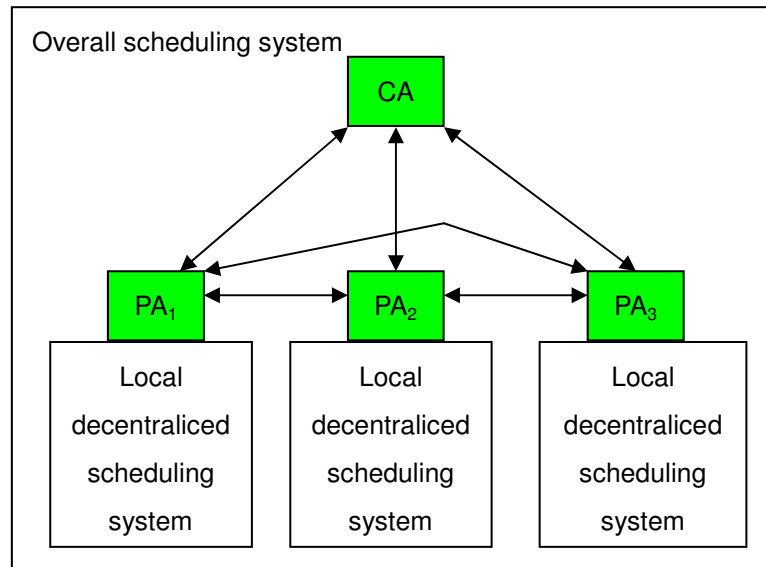 Overall scheduling system
CA
PA₁
PA₂
PA₃
Local
decentraliced
scheduling
system
Local
decentraliced
scheduling
system
Local
decentraliced
scheduling
system